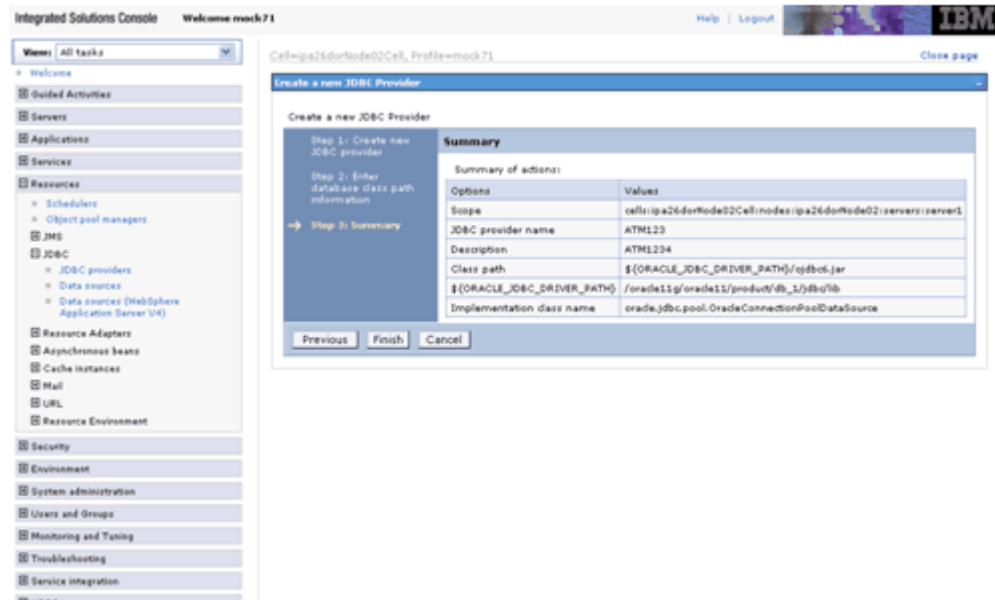 Integrated Solutions Console Welcome mock71
Help | Logout
IBM
View: All tasks
Cell=ipa26dorNode02Cell, Profile=mock71
Close page
Welcome
Guided Activities
Servers
Applications
Services
Resources
Schedulers
Object pool managers
JMS
JDBC
JDBC providers
Data sources
Data sources (WebSphere
Application Server V4)
Resource Adapters
Asynchronous beans
Cache instances
Mail
URL
Resource Environment
Security
Environment
System administration
Users and Groups
Monitoring and Tuning
Troubleshooting
Service integration
Create a new JDBC Provider
Create a new JDBC Provider
Step 1: Create new
JDBC provider
Step 2: Enter
database class path
information
Step 3: Summary
Summary
Summary of actions:
Options Values
Scope cells:ipa26dorNode02Cell:nodes:ipa26dorNode02:servers:server1
JDBC provider name ATM123
Description ATM1234
Class path ${ORACLE_JDBC_DRIVER_PATH}/ojdbc6.jar
${ORACLE_JDBC_DRIVER_PATH} /oracle11g/oracle11/product/db_1/jdbc/lib
Implementation class name oracle.jdbc.pool.OracleConnectionPoolDataSource
Previous Finish Cancel